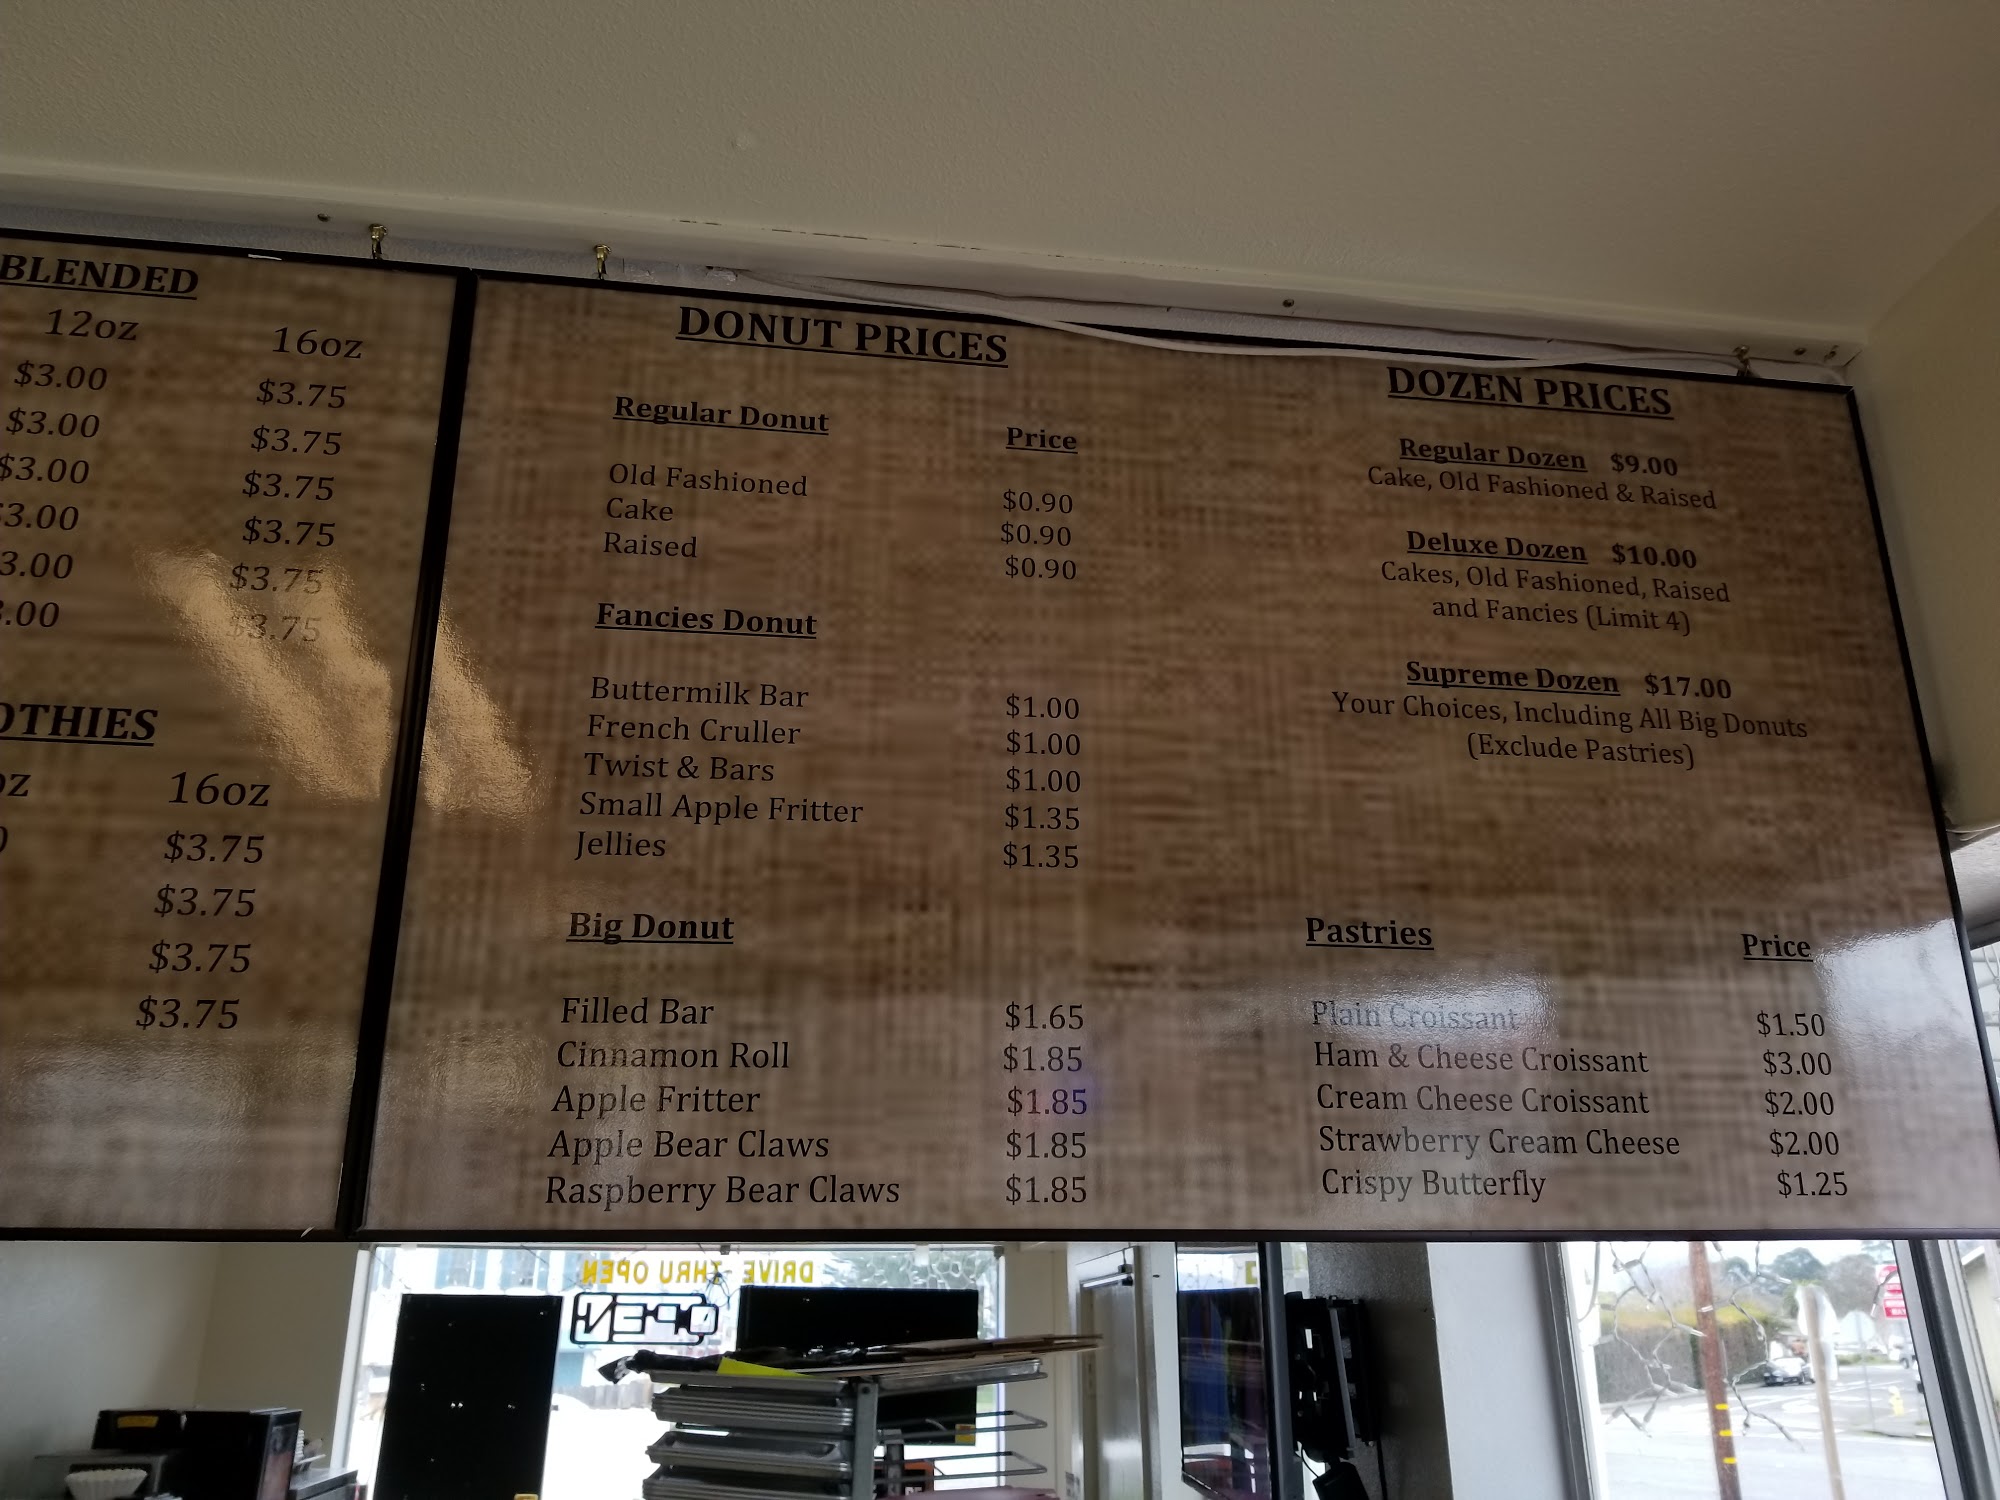 BLENDED
12oz 16oz
$3.00 $3.75
$3.00 $3.75
$3.00 $3.75
3.00 $3.75
3.00 $3.75
.00 $3.75
OTHIES
oz 16oz
$3.75
$3.75
$3.75
$3.75
DONUT PRICES
Regular Donut Price
Old Fashioned $0.90
Cake $0.90
Raised $0.90
Fancies Donut
Buttermilk Bar $1.00
French Cruller $1.00
Twist & Bars $1.00
Small Apple Fritter $1.35
Jellies $1.35
Big Donut
Filled Bar $1.65
Cinnamon Roll $1.85
Apple Fritter $1.85
Apple Bear Claws $1.85
Raspberry Bear Claws $1.85
DOZEN PRICES
Regular Dozen $9.00
Cake, Old Fashioned & Raised
Deluxe Dozen $10.00
Cakes, Old Fashioned, Raised
and Fancies (Limit 4)
Supreme Dozen $17.00
Your Choices, Including All Big Donuts
(Exclude Pastries)
Pastries Price
Plain Croissant $1.50
Ham & Cheese Croissant $3.00
Cream Cheese Croissant $2.00
Strawberry Cream Cheese $2.00
Crispy Butterfly $1.25
DRIVE-THRU OPEN
OPEN